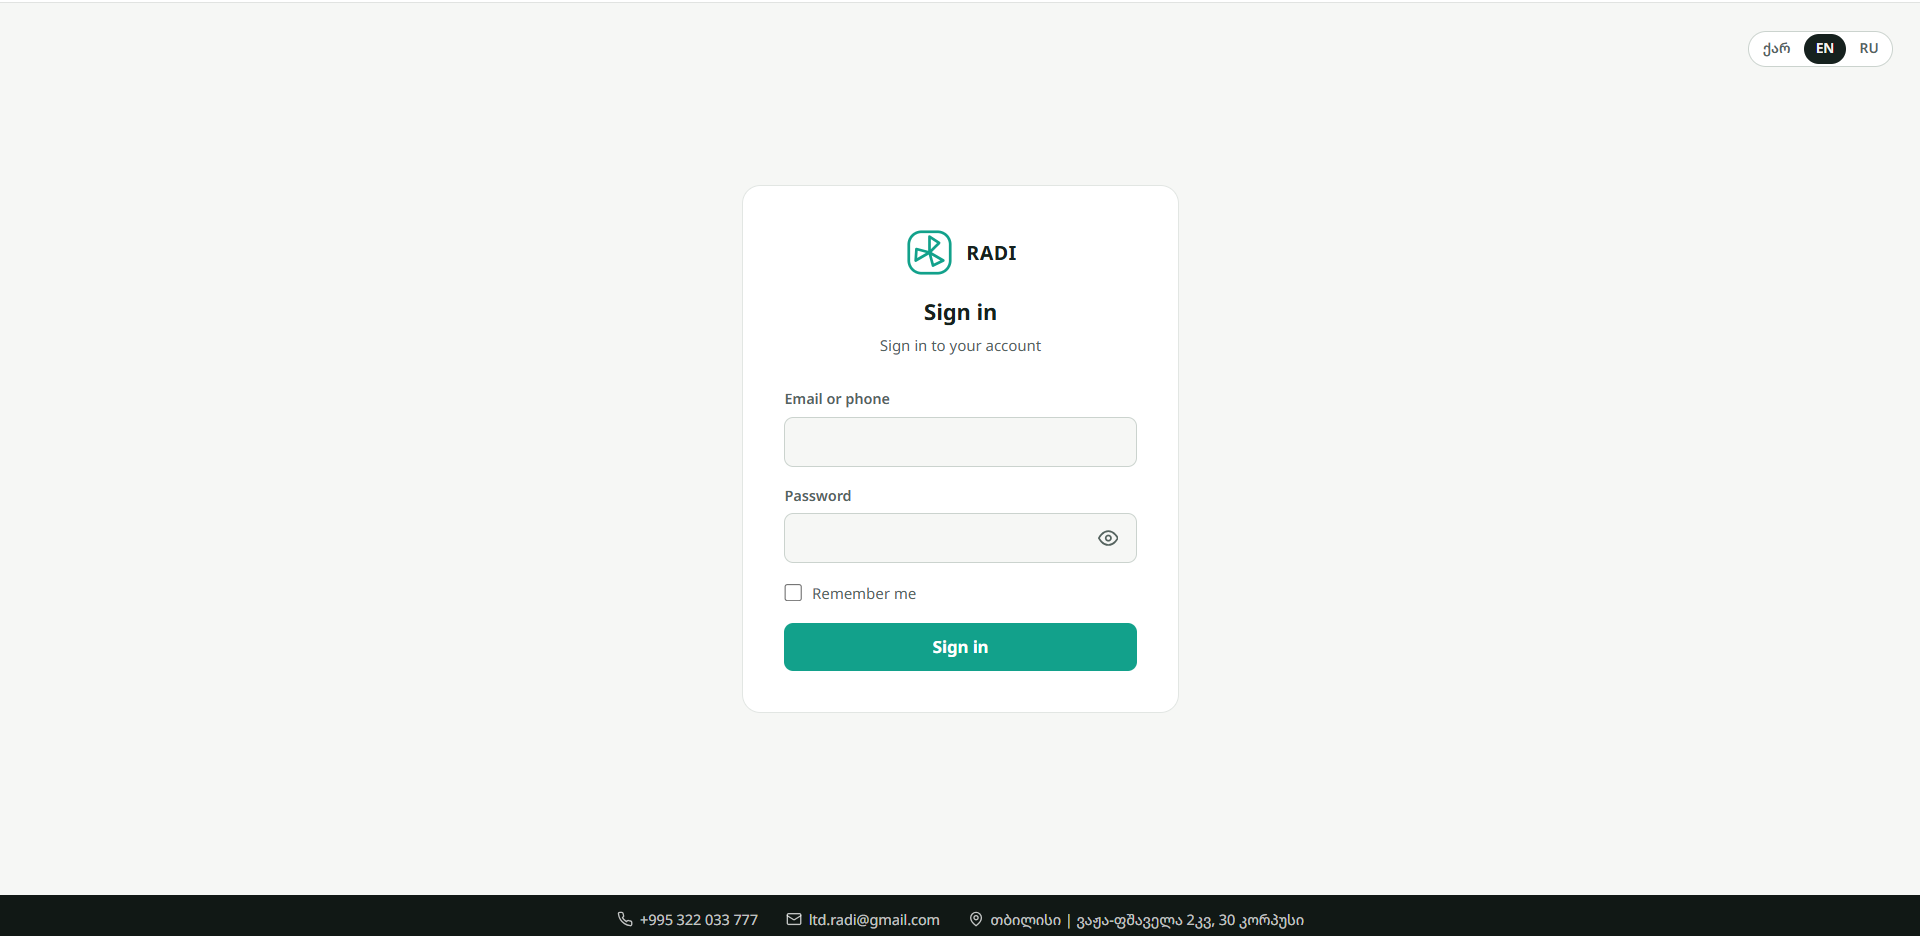 ქარ EN RU
RADI
Sign in
Sign in to your account
Email or phone
Password
Remember me
Sign in
+995 322 033 777 ltd.radi@gmail.com თბილისი | ვაჟა-ფშაველა 2კვ, 30 კორპუსი